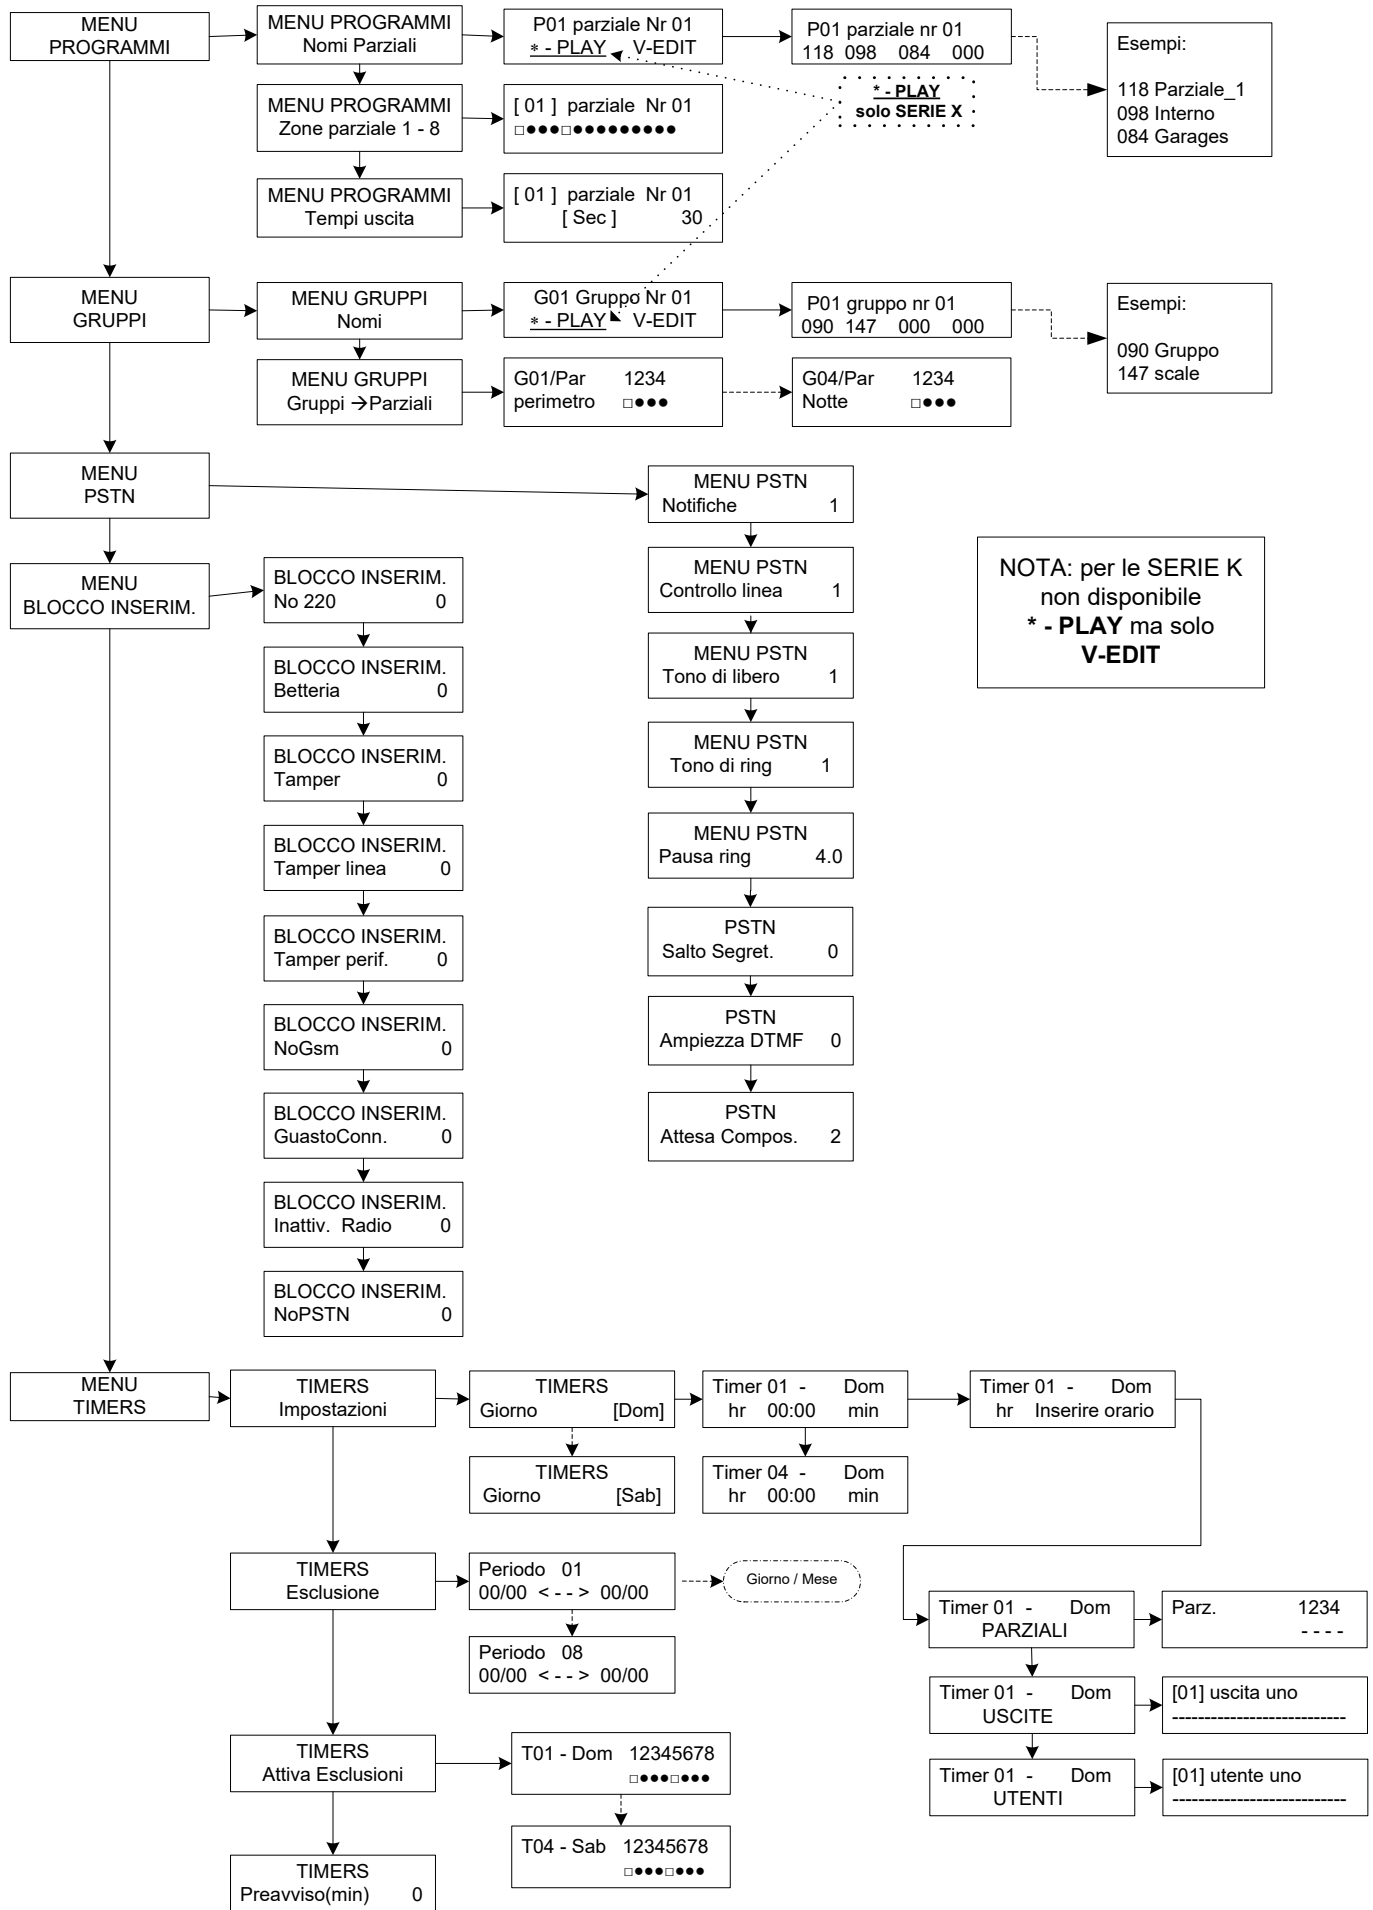 MENU
PROGRAMMI
MENU PROGRAMMI
Nomi Parziali
P01 parziale Nr 01
* - PLAY V-EDIT
P01 parziale nr 01
118 098 084 000
Esempi:
118 Parziale_1
098 Interno
084 Garages
* - PLAY
solo SERIE X
MENU PROGRAMMI
Zone parziale 1 - 8
[ 01 ] parziale Nr 01
□●●●□●●●●●●●●●
MENU PROGRAMMI
Tempi uscita
[ 01 ] parziale Nr 01
[ Sec ] 30
MENU
GRUPPI
MENU GRUPPI
Nomi
G01 Gruppo Nr 01
* - PLAY V-EDIT
P01 gruppo nr 01
090 147 000 000
Esempi:
090 Gruppo
147 scale
MENU GRUPPI
Gruppi →Parziali
G01/Par 1234
perimetro □●●●
G04/Par 1234
Notte □●●●
MENU
PSTN
MENU PSTN
Notifiche 1
MENU PSTN
Controllo linea 1
MENU PSTN
Tono di libero 1
MENU PSTN
Tono di ring 1
MENU PSTN
Pausa ring 4.0
PSTN
Salto Segret. 0
PSTN
Ampiezza DTMF 0
PSTN
Attesa Compos. 2
NOTA: per le SERIE K
non disponibile
* - PLAY ma solo
V-EDIT
MENU
BLOCCO INSERIM.
BLOCCO INSERIM.
No 220 0
BLOCCO INSERIM.
Betteria 0
BLOCCO INSERIM.
Tamper 0
BLOCCO INSERIM.
Tamper linea 0
BLOCCO INSERIM.
Tamper perif. 0
BLOCCO INSERIM.
NoGsm 0
BLOCCO INSERIM.
GuastoConn. 0
BLOCCO INSERIM.
Inattiv. Radio 0
BLOCCO INSERIM.
NoPSTN 0
MENU
TIMERS
TIMERS
Impostazioni
TIMERS
Giorno [Dom]
Timer 01 - Dom
hr 00:00 min
Timer 01 - Dom
hr Inserire orario
TIMERS
Giorno [Sab]
Timer 04 - Dom
hr 00:00 min
TIMERS
Esclusione
Periodo 01
00/00 < - - > 00/00
Giorno / Mese
Periodo 08
00/00 < - - > 00/00
Timer 01 - Dom
PARZIALI
Parz. 1234
- - - -
Timer 01 - Dom
USCITE
[01] uscita uno
---------------------------
Timer 01 - Dom
UTENTI
[01] utente uno
---------------------------
TIMERS
Attiva Esclusioni
T01 - Dom 12345678
□●●●□●●●
T04 - Sab 12345678
□●●●□●●●
TIMERS
Preavviso(min) 0